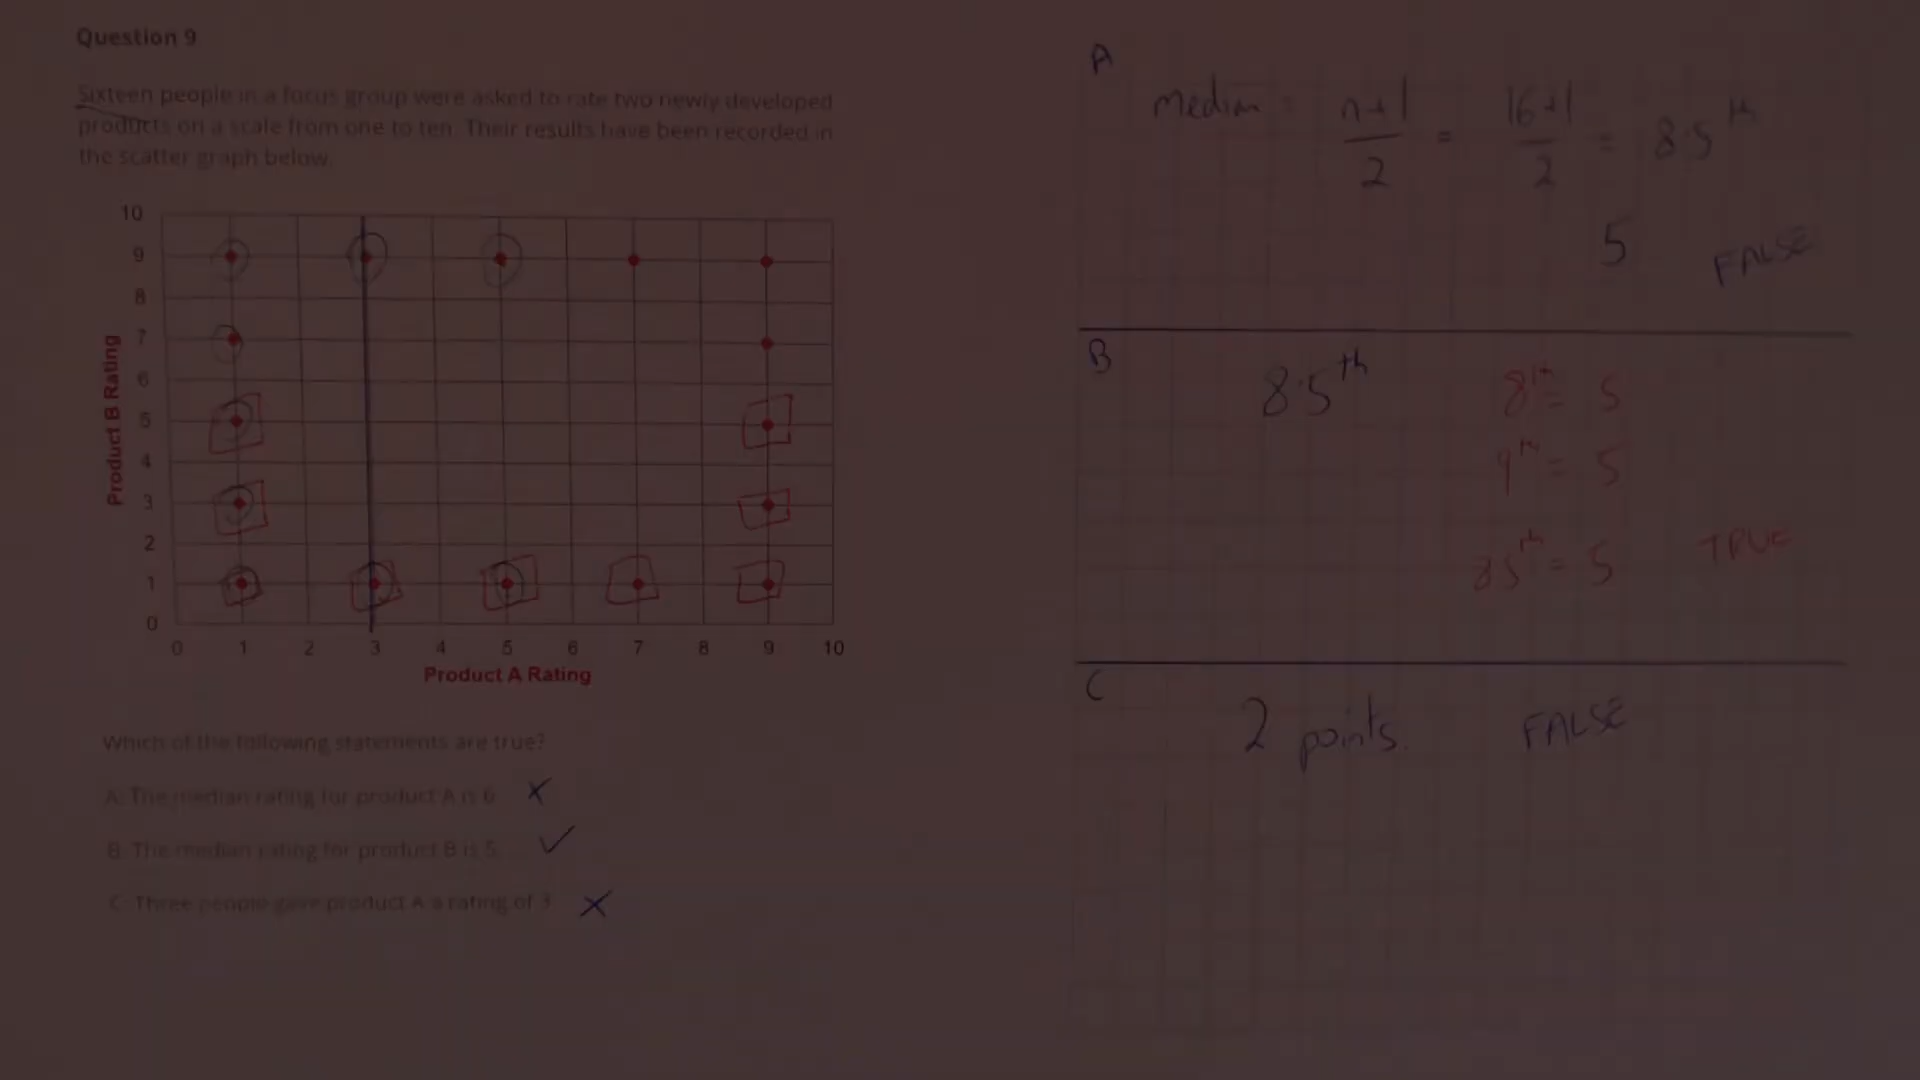 Question 9
Sixteen people in a focus group were asked to rate two newly developed
products on a scale from one to ten. Their results have been recorded in
the scatter graph below.
10
9
8
7
6
5
4
3
2
1
0
Product B Rating
0 1 2 3 4 5 6 7 8 9 10
Product A Rating
Which of the following statements are true?
A: The median rating for product A is 6 X
B: The median rating for product B is 5 ✓
C: Three people gave product A a rating of 3 X
A
median = n+1/2 = 16+1/2 = 8.5th
5 FALSE
B
8.5th
8th = 5
9th = 5
8.5th = 5 TRUE
C
2 points. FALSE